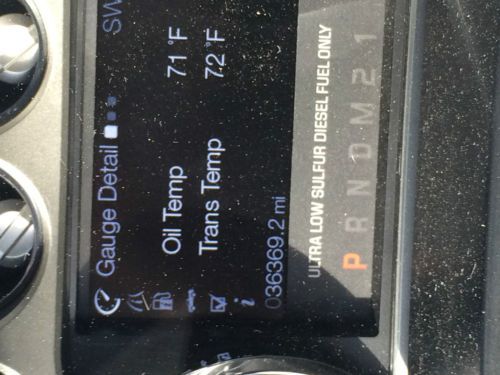 SW
Gauge Detail
Oil Temp 71 °F
Trans Temp 72 °F
036369.2 mi
ULTRA LOW SULFUR DIESEL FUEL ONLY
P R N D M 2 1